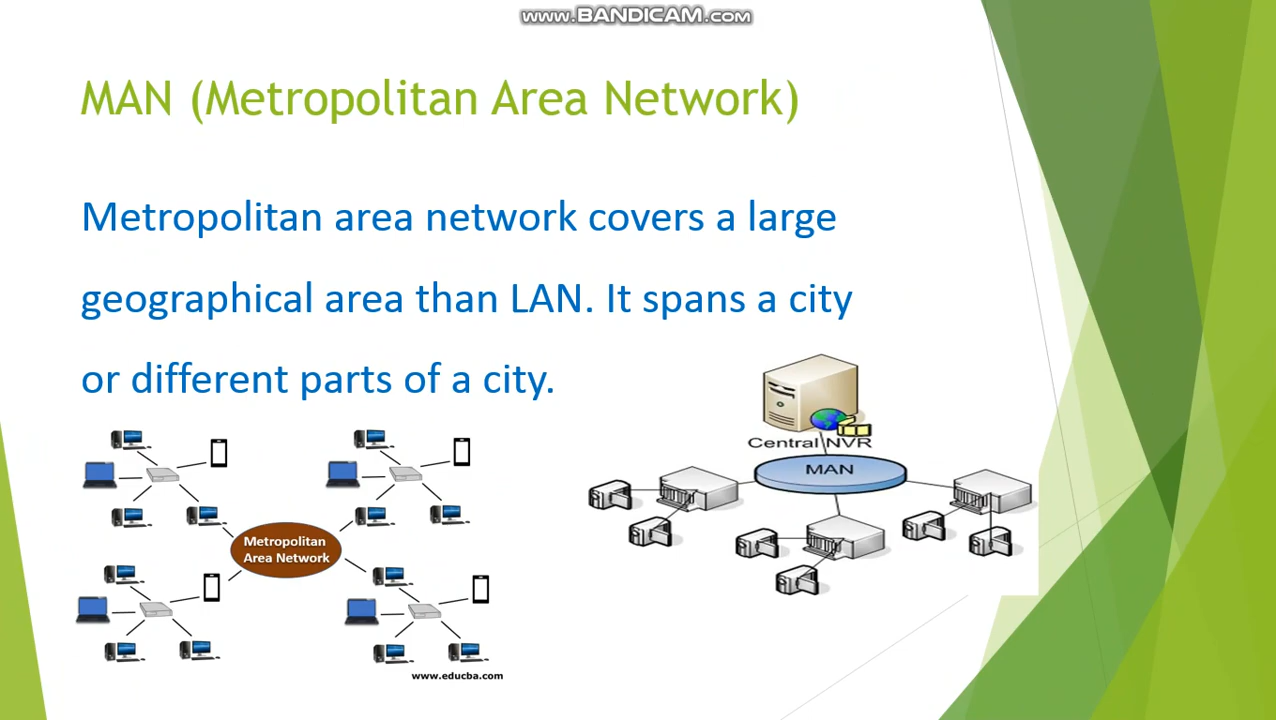 www.BANDICAM.com
MAN (Metropolitan Area Network)
Metropolitan area network covers a large
geographical area than LAN. It spans a city
or different parts of a city.
Metropolitan
Area Network
www.educba.com
Central NVR
MAN